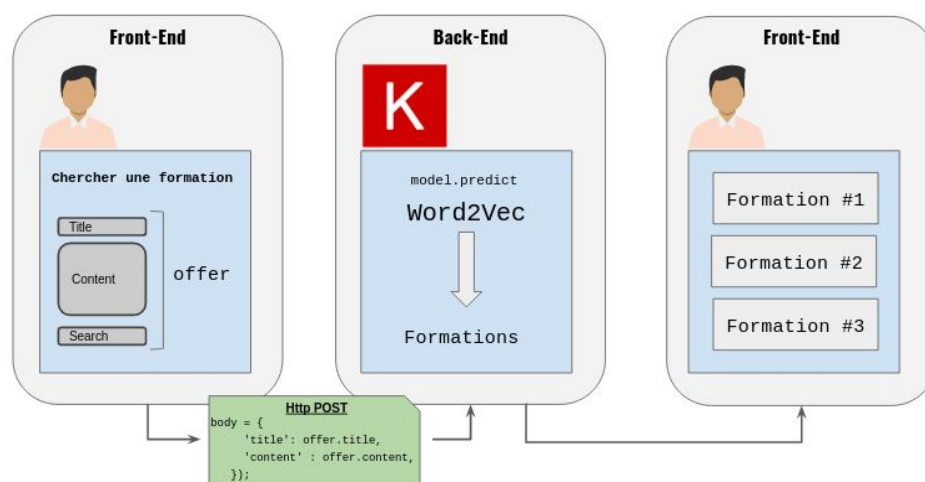 Front-End
Chercher une formation
Title
Content
Search
offer
Http POST
body = {
'title': offer.title,
'content' : offer.content,
});
Back-End
K
model.predict
Word2Vec
Formations
Front-End
Formation #1
Formation #2
Formation #3